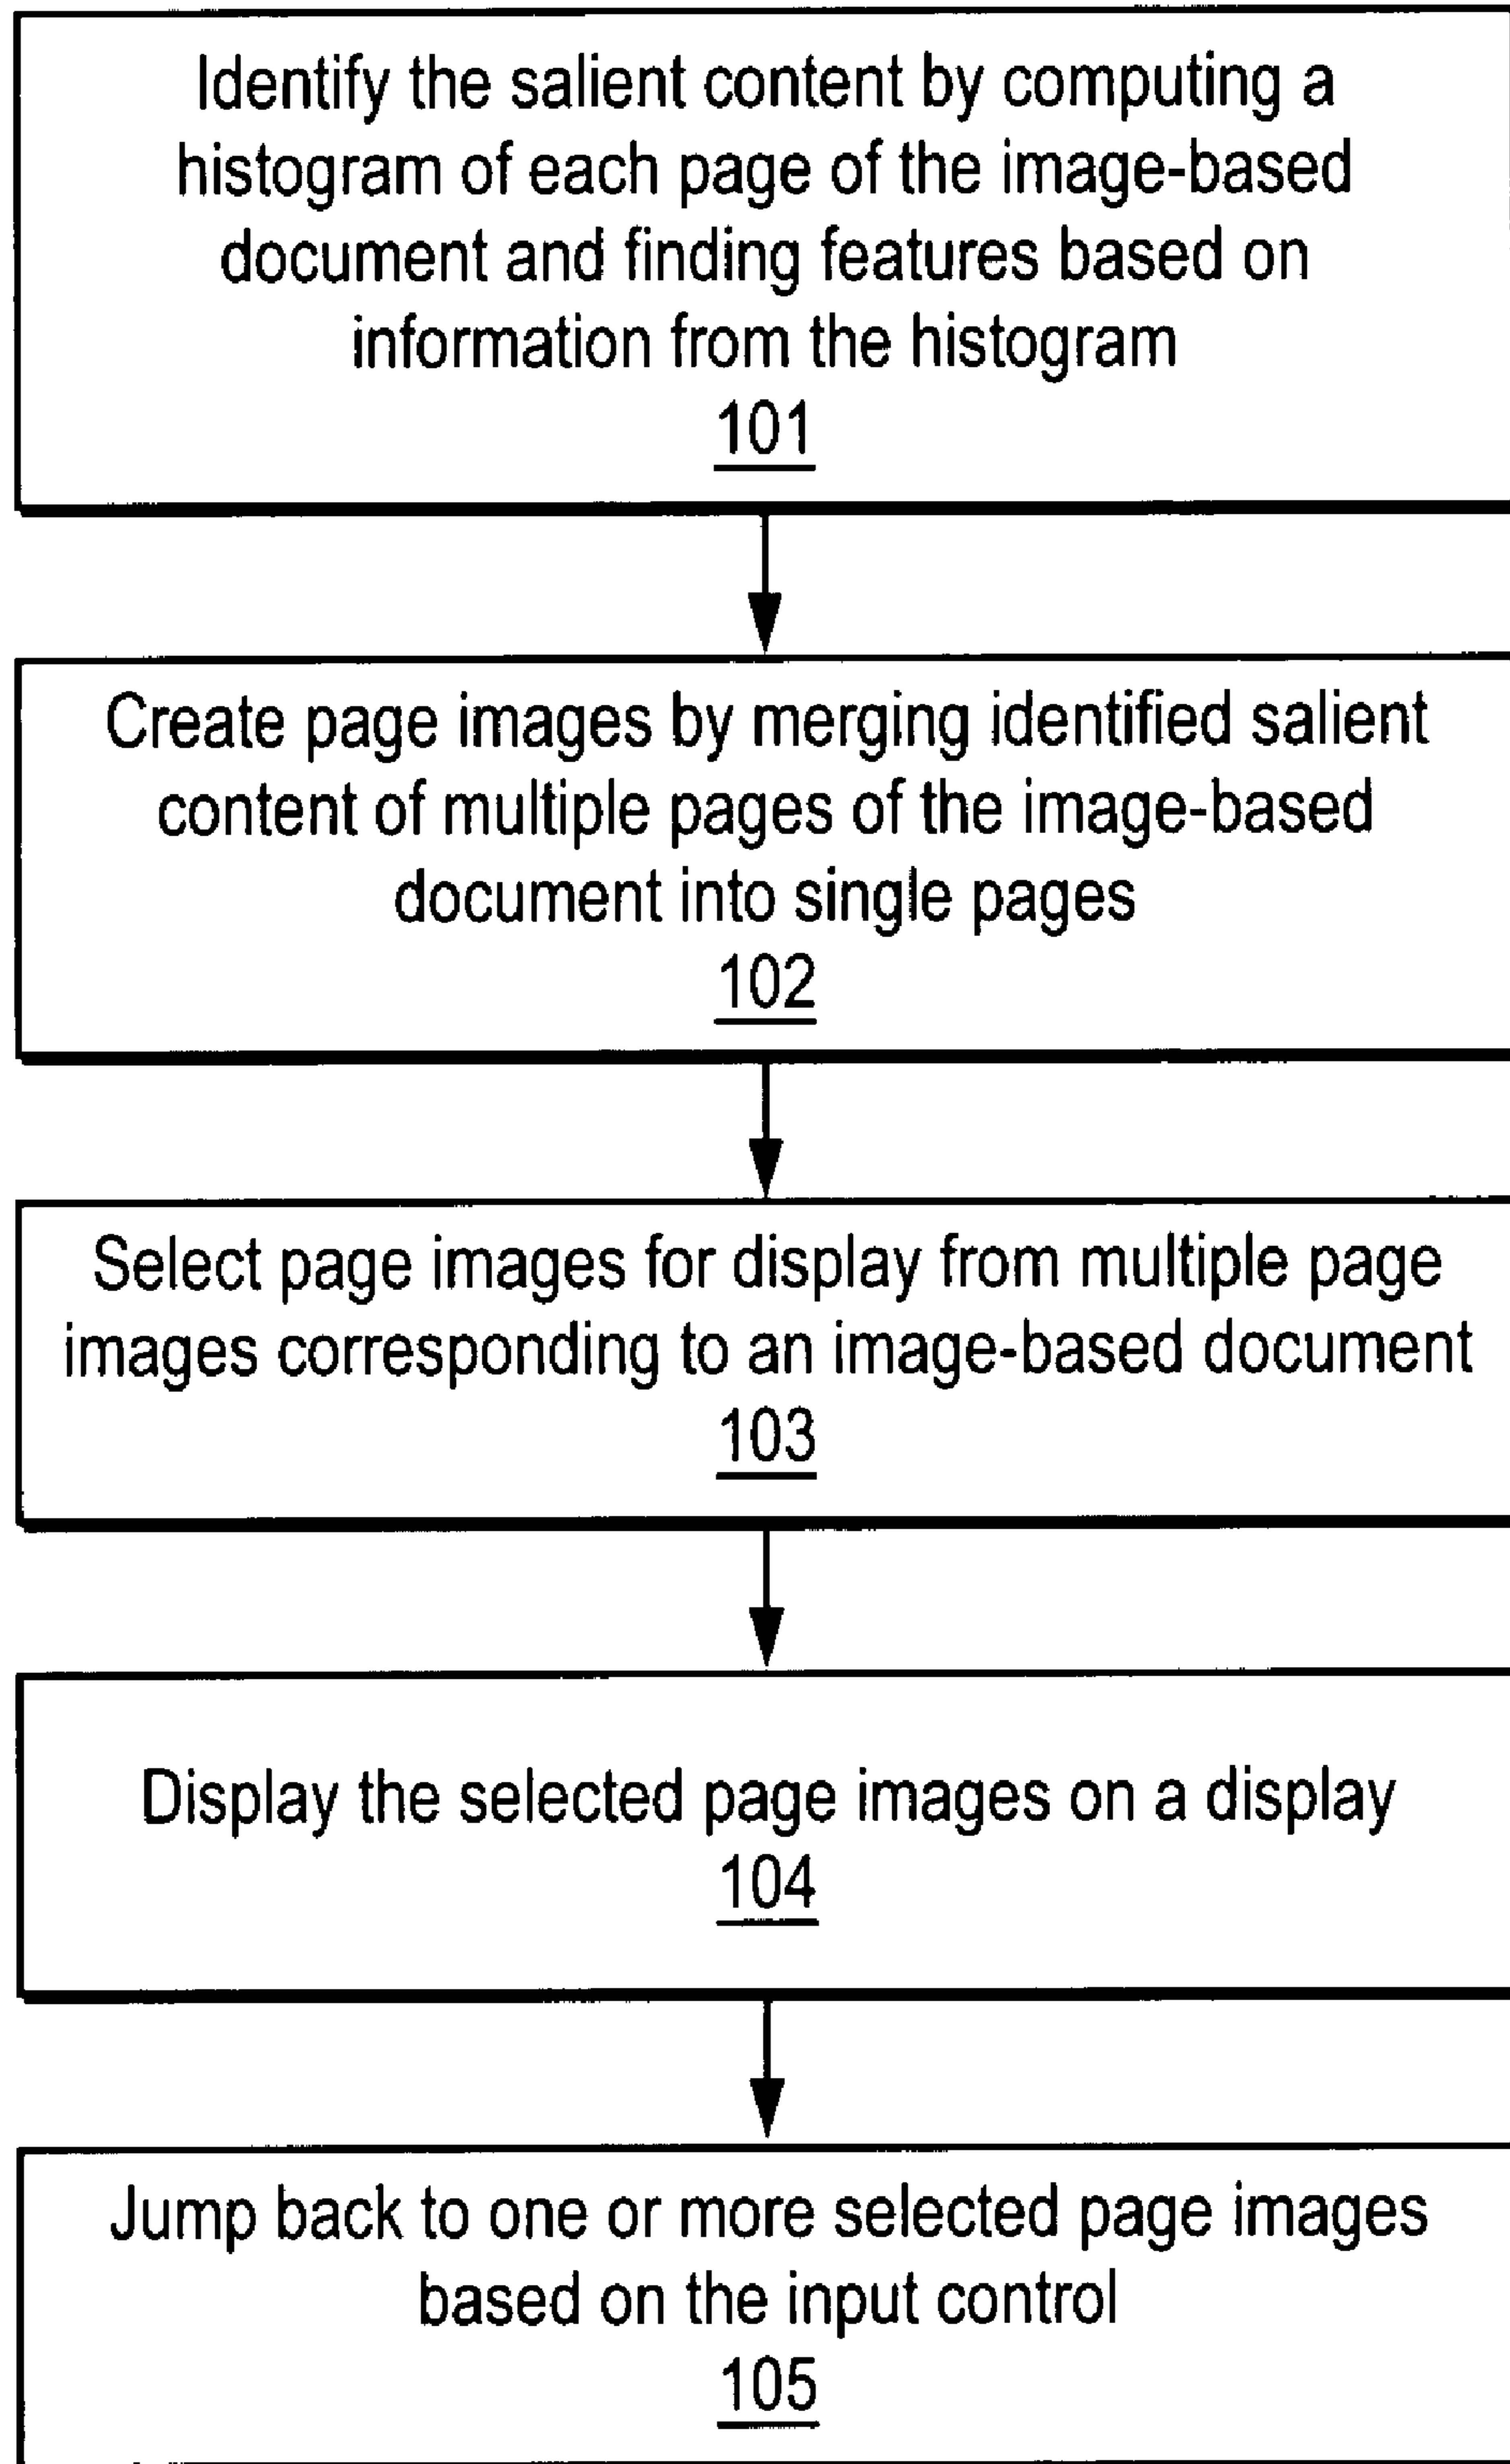 Identify the salient content by computing a
histogram of each page of the image-based
document and finding features based on
information from the histogram
101
Create page images by merging identified salient
content of multiple pages of the image-based
document into single pages
102
Select page images for display from multiple page
images corresponding to an image-based document
103
Display the selected page images on a display
104
Jump back to one or more selected page images
based on the input control
105